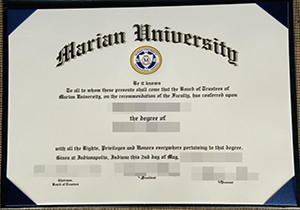 Marian University
Be it known
To all to whom these presents shall come that the Board of Trustees of
Marian University, on the recommendation of the Faculty, has conferred upon
the degree of
with all the Rights, Privileges and Honors everywhere pertaining to that degree.
Given at Indianapolis, Indiana this 2nd day of May,
Chairman,
Board of Trustees
President